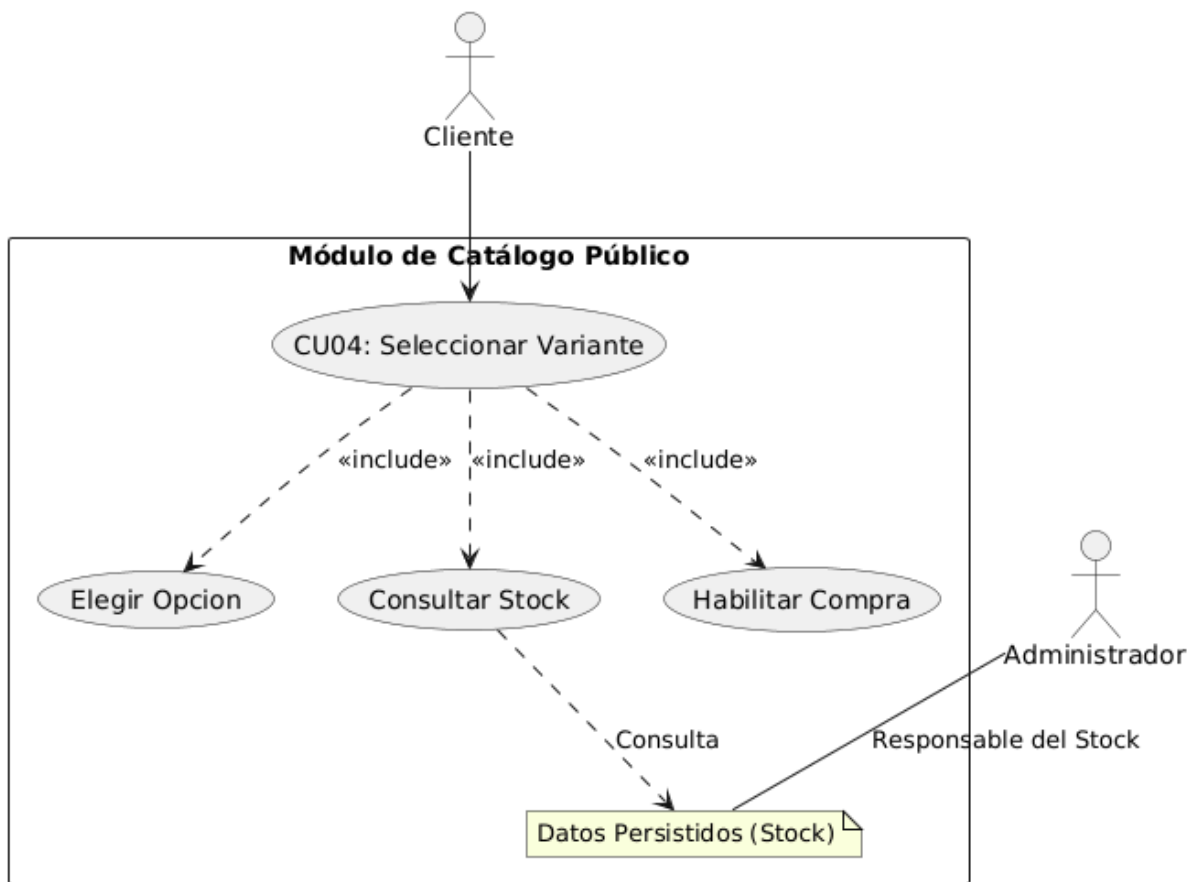 Cliente
Módulo de Catálogo Público
CU04: Seleccionar Variante
«include»
«include»
«include»
Elegir Opcion
Consultar Stock
Habilitar Compra
Administrador
Consulta
Responsable del Stock
Datos Persistidos (Stock)